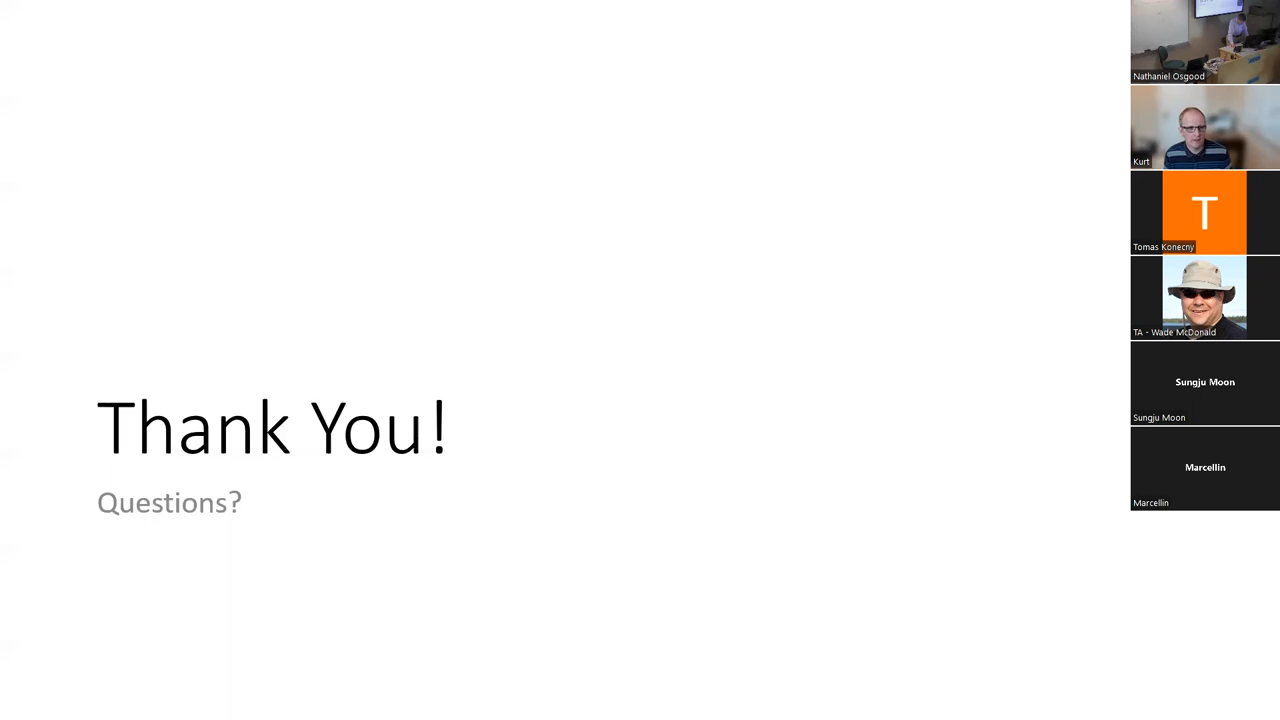 Thank You!
Questions?
Nathaniel Osgood
Kurt
T
Tomas Konecny
TA - Wade McDonald
Sungju Moon
Sungju Moon
Marcellin
Marcellin